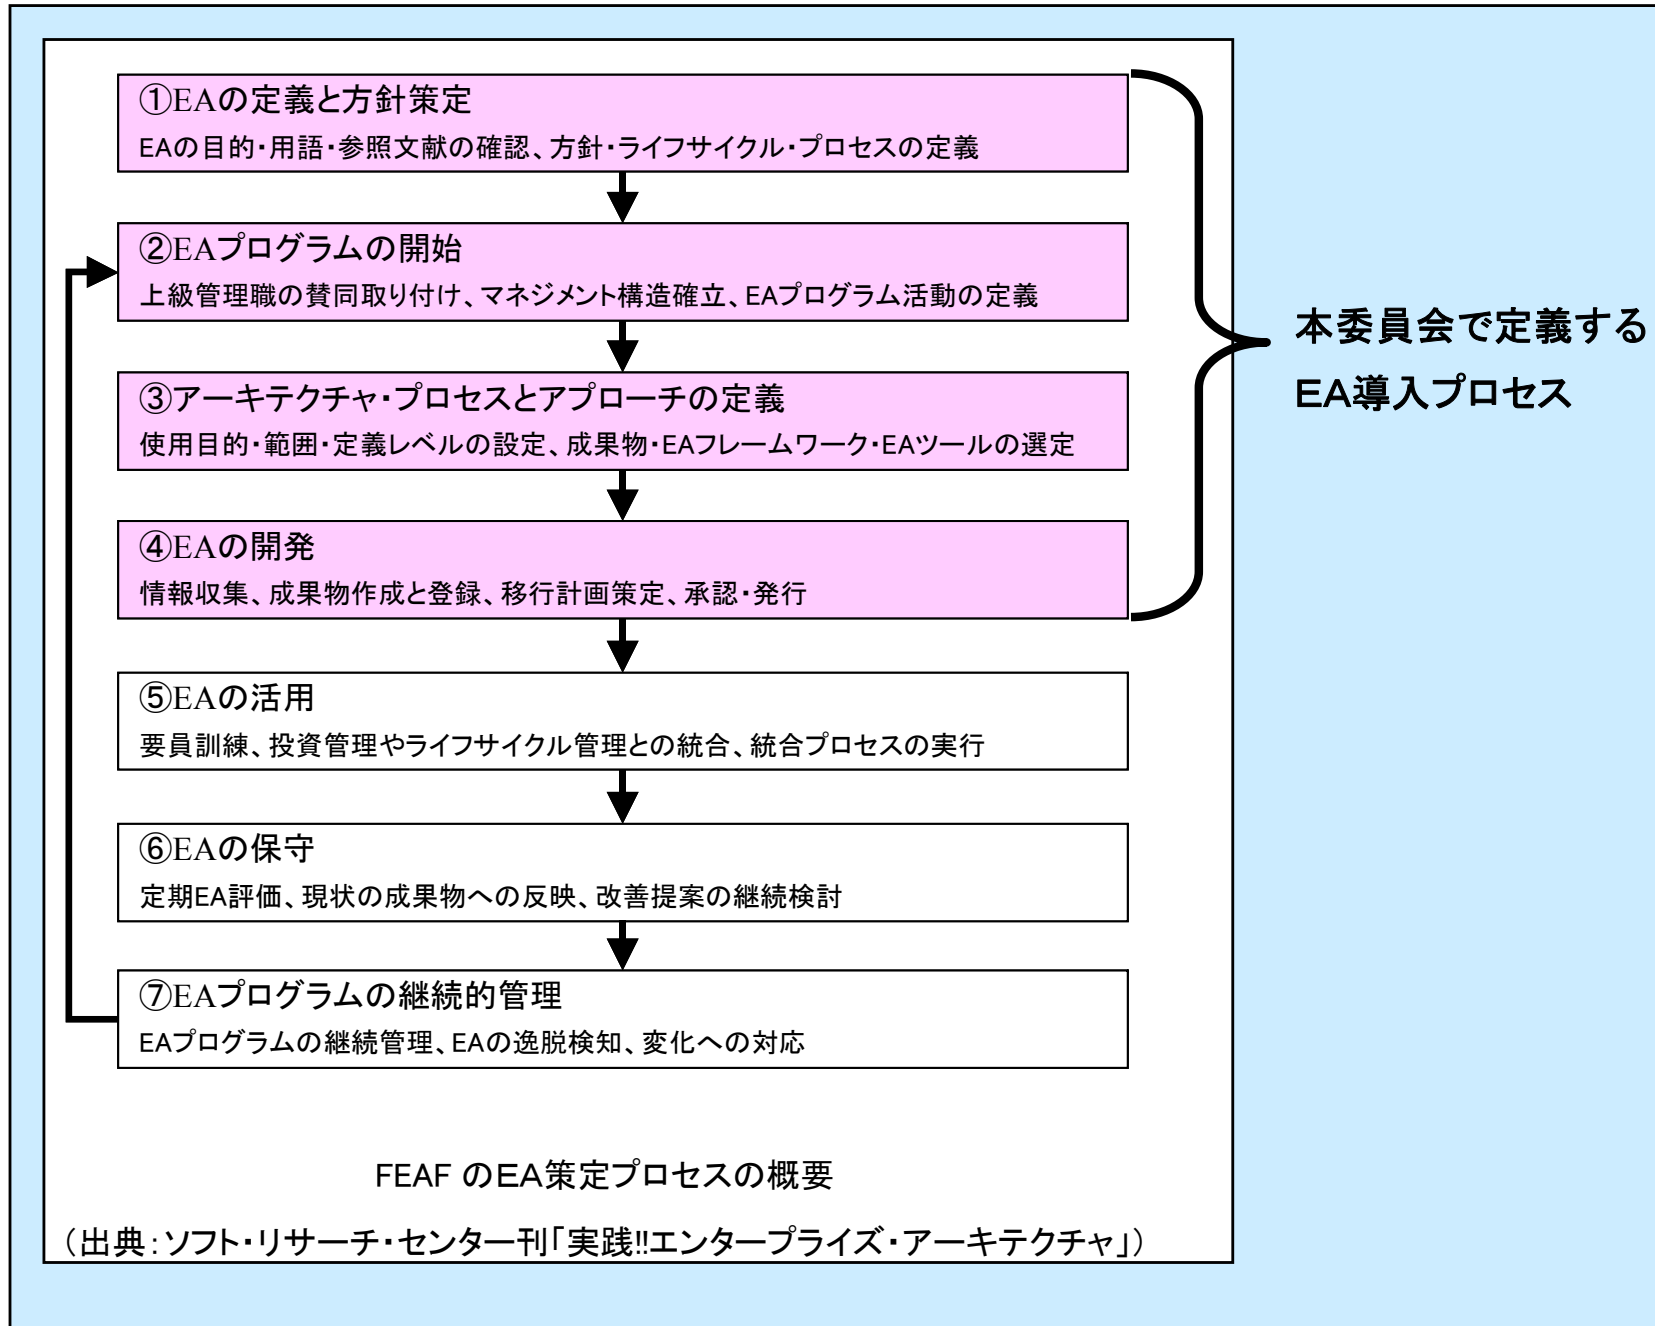 ①EAの定義と方針策定
EAの目的・用語・参照文献の確認、方針・ライフサイクル・プロセスの定義
②EAプログラムの開始
上級管理職の賛同取り付け、マネジメント構造確立、EAプログラム活動の定義
③アーキテクチャ・プロセスとアプローチの定義
使用目的・範囲・定義レベルの設定、成果物・EAフレームワーク・EAツールの選定
④EAの開発
情報収集、成果物作成と登録、移行計画策定、承認・発行
⑤EAの活用
要員訓練、投資管理やライフサイクル管理との統合、統合プロセスの実行
⑥EAの保守
定期EA評価、現状の成果物への反映、改善提案の継続検討
⑦EAプログラムの継続的管理
EAプログラムの継続管理、EAの逸脱検知、変化への対応
FEAF のEA策定プロセスの概要
（出典：ソフト・リサーチ・センター刊「実践!!エンタープライズ・アーキテクチャ」）
本委員会で定義する
EA導入プロセス